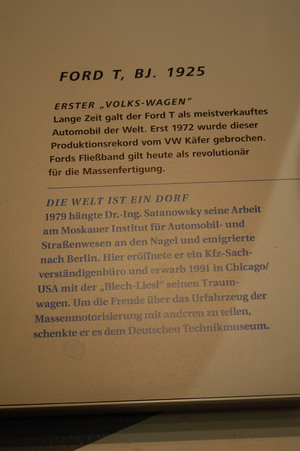 FORD T, BJ. 1925
ERSTER „VOLKS-WAGEN"
Lange Zeit galt der Ford T als meistverkauftes
Automobil der Welt. Erst 1972 wurde dieser
Produktionsrekord vom VW Käfer gebrochen.
Fords Fließband gilt heute als revolutionär
für die Massenfertigung.
DIE WELT IST EIN DORF
1979 hängte Dr.-Ing. Satanowsky seine Arbeit
am Moskauer Institut für Automobil- und
Straßenwesen an den Nagel und emigrierte
nach Berlin. Hier eröffnete er ein Kfz-Sach-
verständigenbüro und erwarb 1991 in Chicago/
USA mit der „Blech-Liesl" seinen Traum-
wagen. Um die Freude über das Urfahrzeug der
Massenmotorisierung mit anderen zu teilen,
schenkte er es dem Deutschen Technikmuseum.